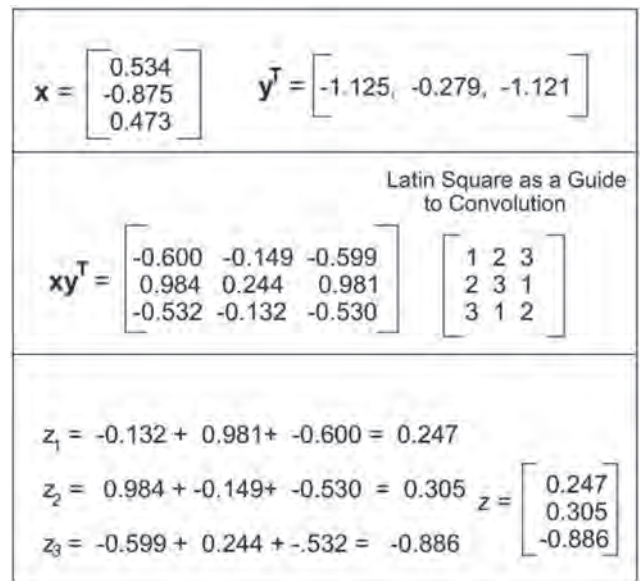 x = [0.534
-0.875
0.473]
y^T = [-1.125, -0.279, -1.121]
Latin Square as a Guide
to Convolution
xy^T = [-0.600 -0.149 -0.599
0.984 0.244 0.981
-0.532 -0.132 -0.530]
[1 2 3
2 3 1
3 1 2]
z₁ = -0.132 + 0.981+ -0.600 = 0.247
z₂ = 0.984 + -0.149+ -0.530 = 0.305
z₃ = -0.599 + 0.244 + -.532 = -0.886
z = [0.247
0.305
-0.886]